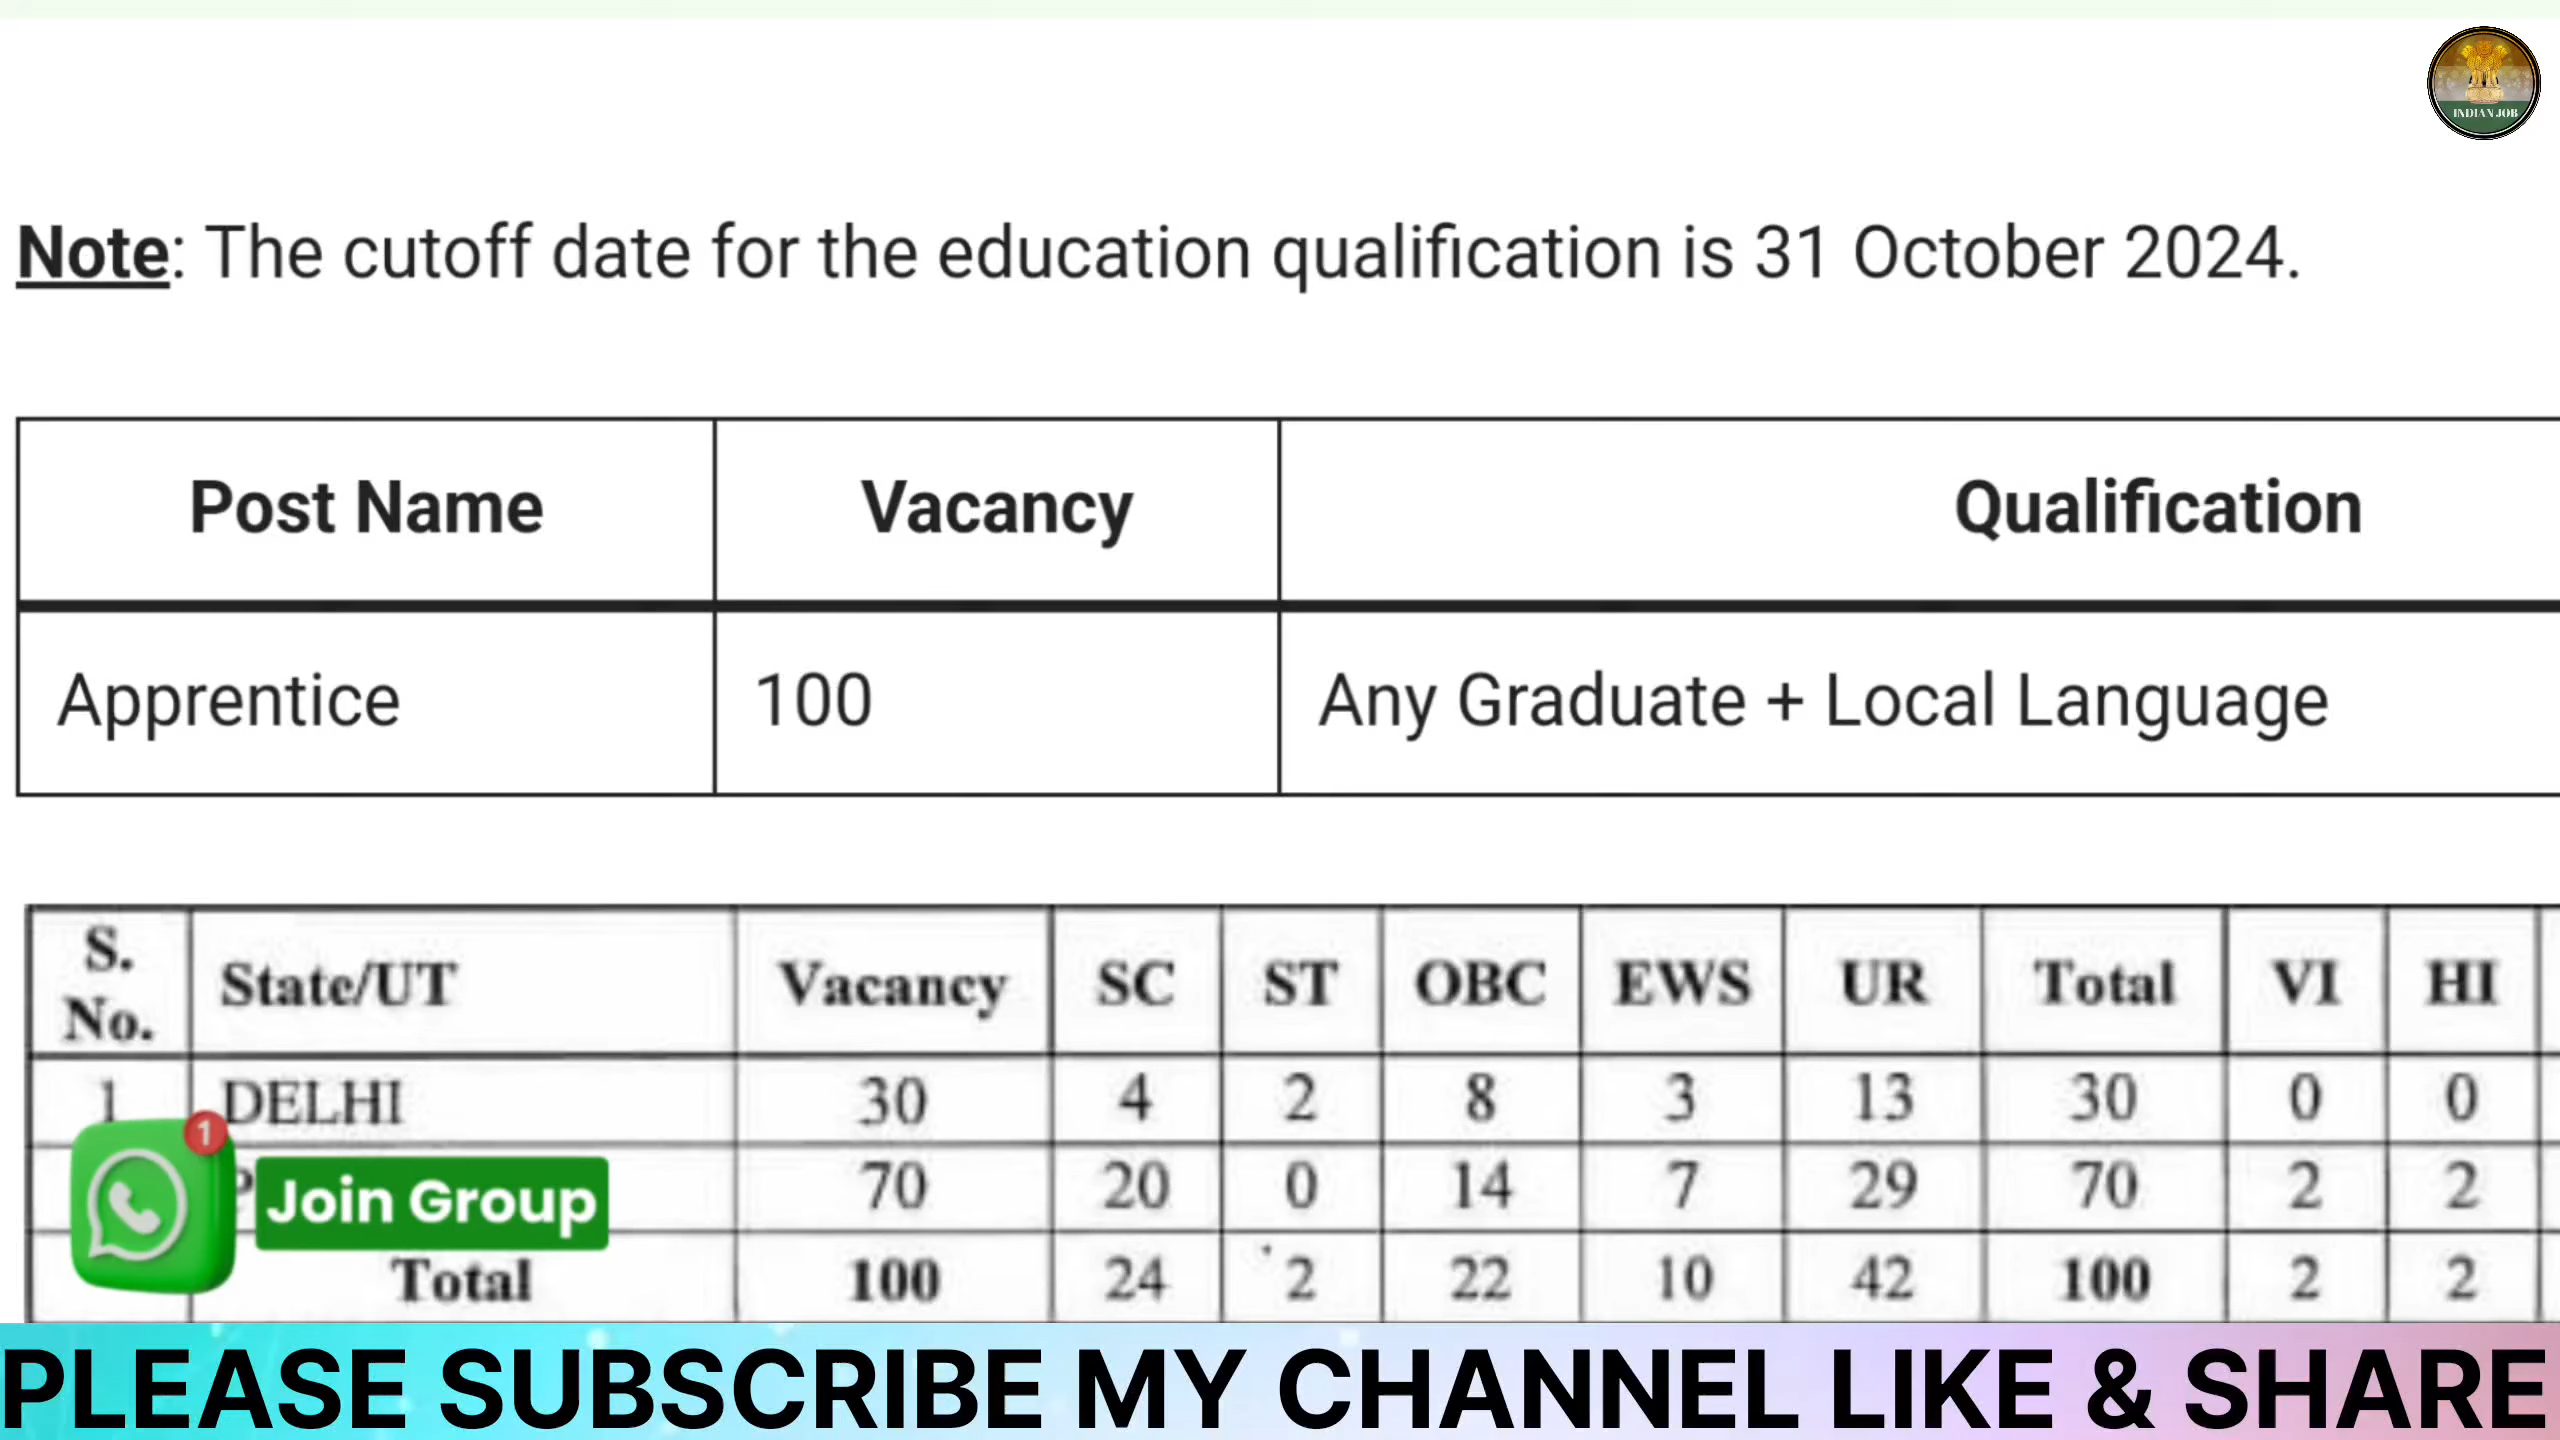 INDIAN JOB
Note: The cutoff date for the education qualification is 31 October 2024.
Post Name Vacancy Qualification
Apprentice 100 Any Graduate + Local Language
S. No. State/UT Vacancy SC ST OBC EWS UR Total VI HI
1 DELHI 30 4 2 8 3 13 30 0 0
70 20 0 14 7 29 70 2 2
Total 100 24 2 22 10 42 100 2 2
1
Join Group
PLEASE SUBSCRIBE MY CHANNEL LIKE & SHARE